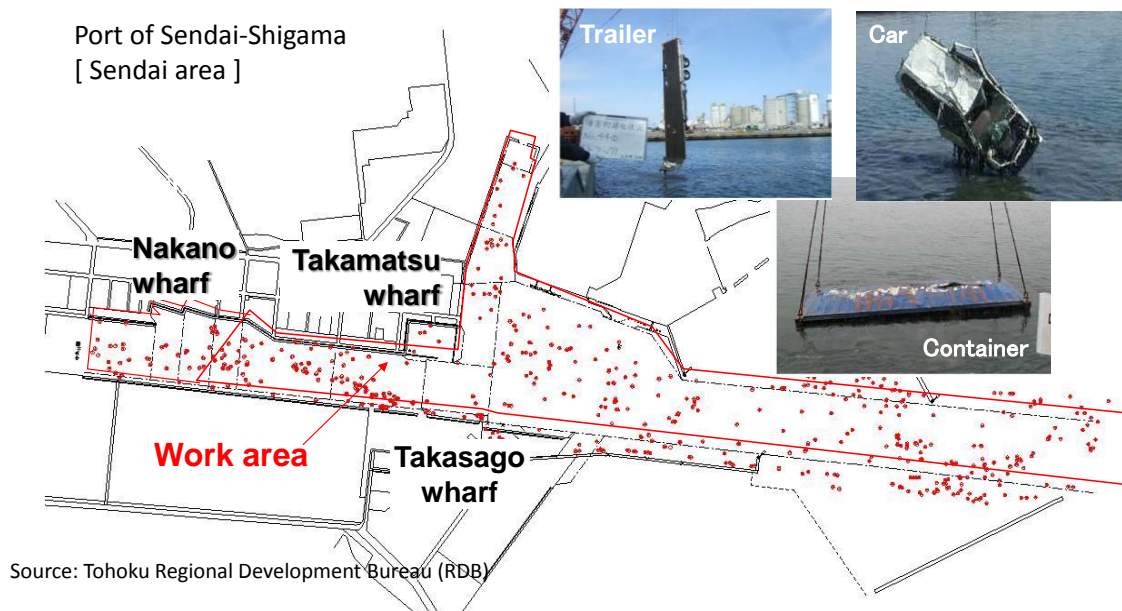 Port of Sendai-Shigama
[ Sendai area ]
Trailer
Car
Nakano
wharf
Takamatsu
wharf
Container
Work area
Takasago
wharf
Source: Tohoku Regional Development Bureau (RDB)